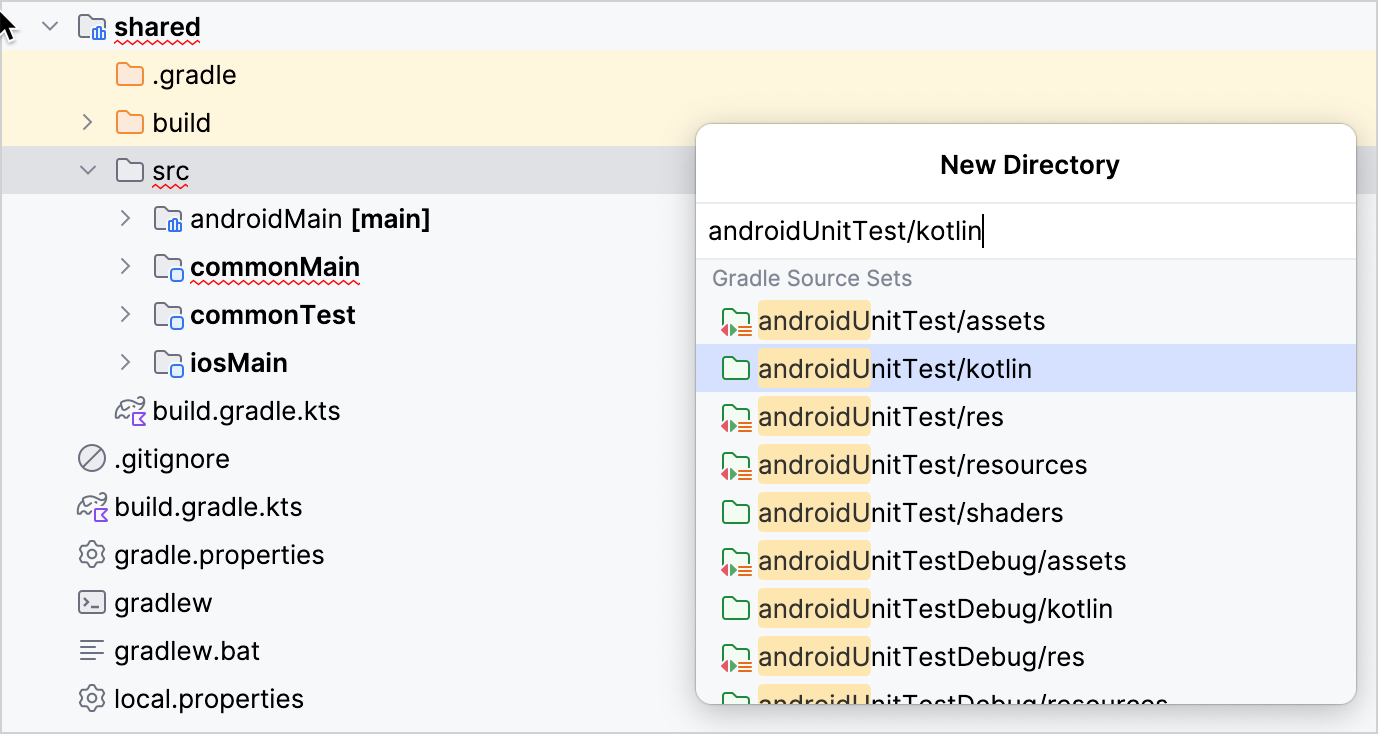 shared
.gradle
build
src
androidMain [main]
commonMain
commonTest
iosMain
build.gradle.kts
.gitignore
build.gradle.kts
gradle.properties
gradlew
gradlew.bat
local.properties
New Directory
androidUnitTest/kotlin
Gradle Source Sets
androidUnitTest/assets
androidUnitTest/kotlin
androidUnitTest/res
androidUnitTest/resources
androidUnitTest/shaders
androidUnitTestDebug/assets
androidUnitTestDebug/kotlin
androidUnitTestDebug/res
androidUnitTestDebug/resources